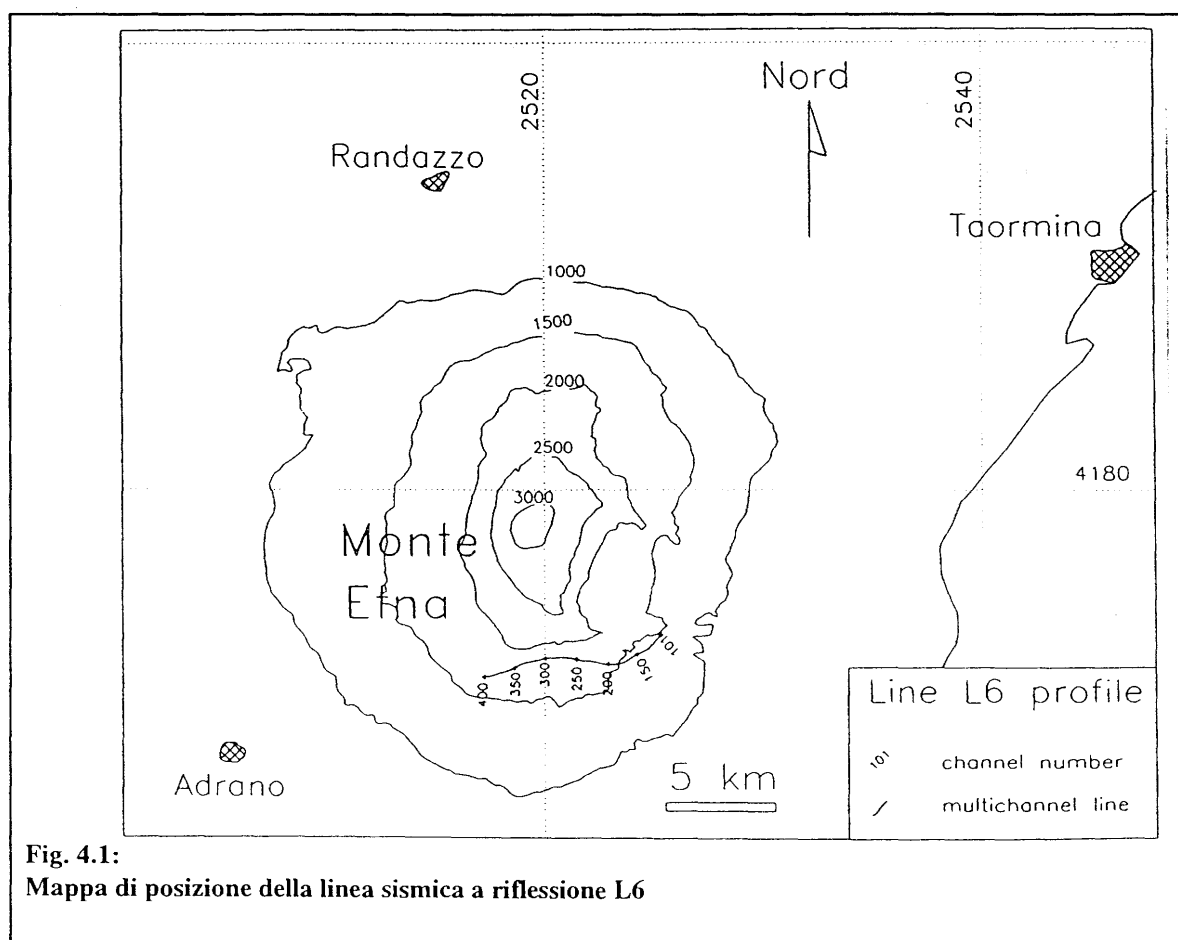 2520
Nord
2540
Randazzo
Taormina
1000
1500
2000
2500
4180
3000
Monte
Etna
101
150
200
250
300
350
400
Line L6 profile
101 channel number
multichannel line
Adrano
5 km
Fig. 4.1:
Mappa di posizione della linea sismica a riflessione L6